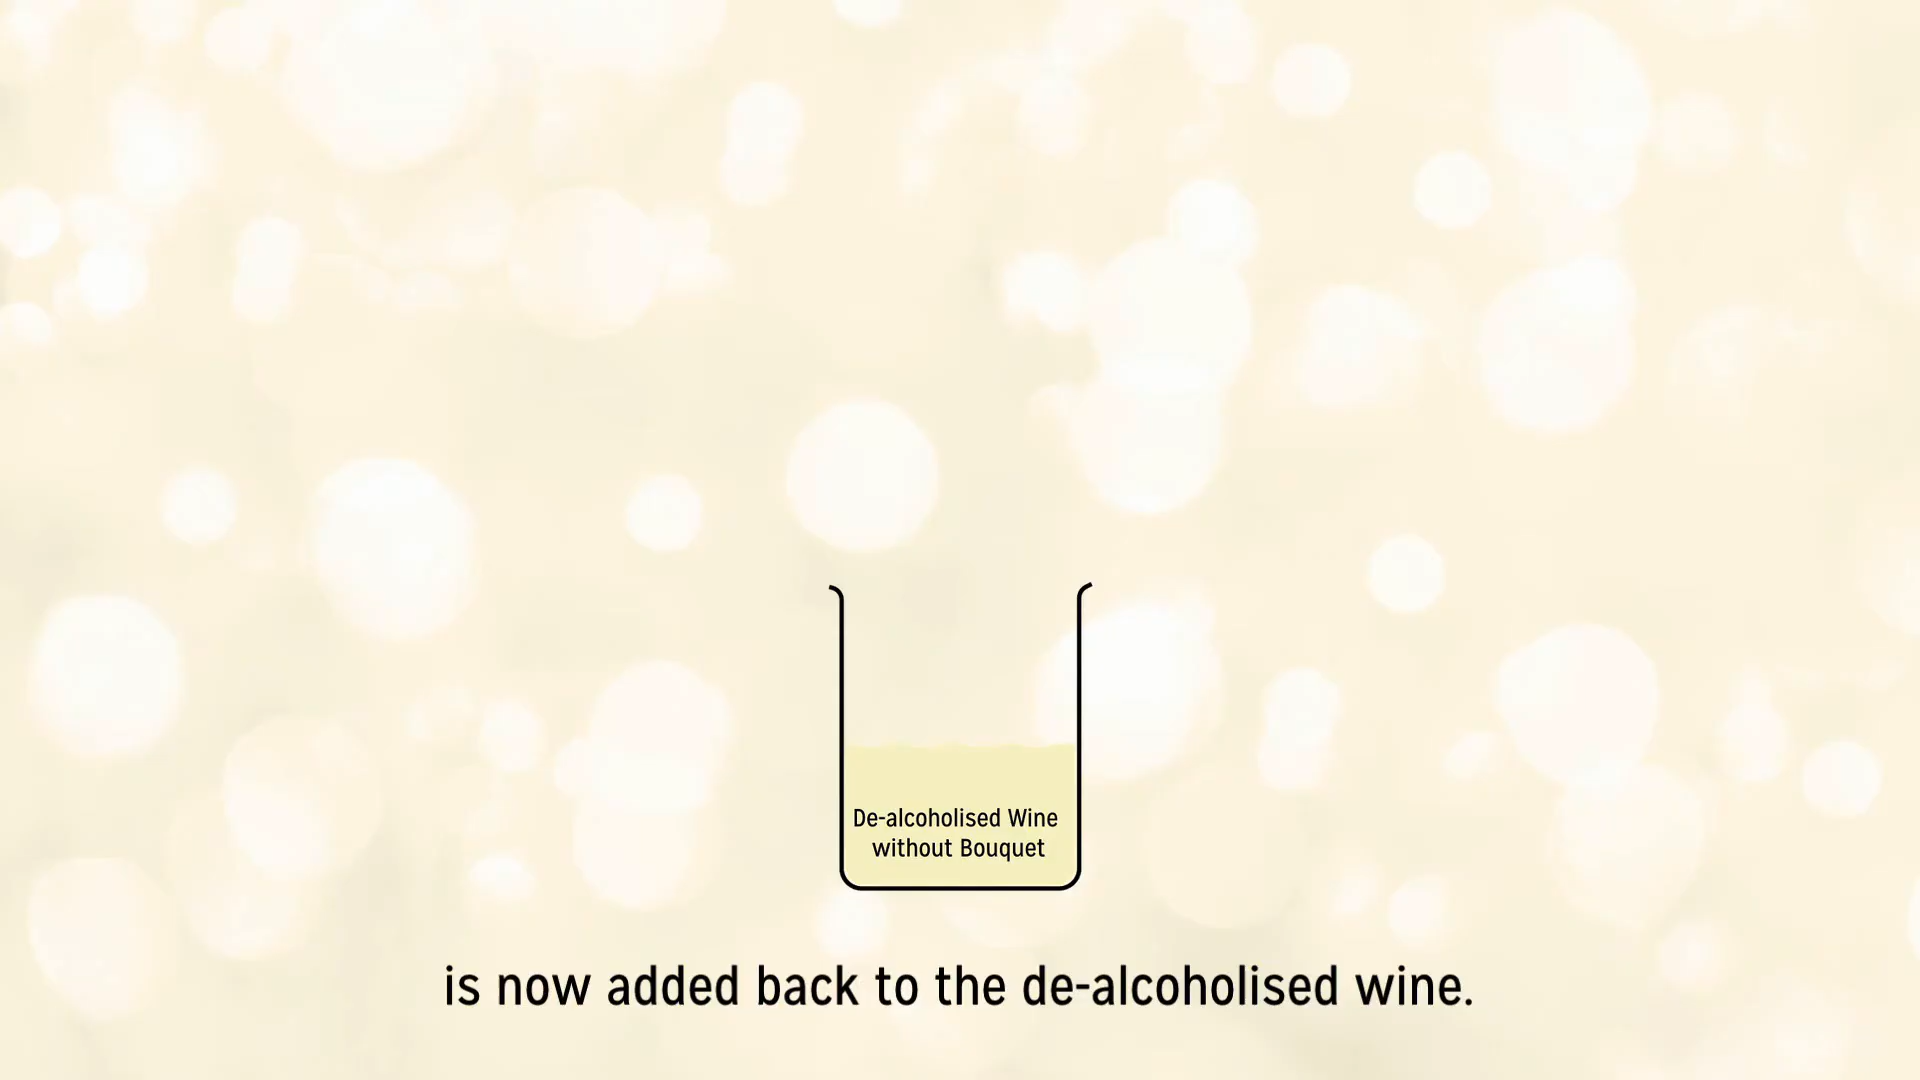 De-alcoholised Wine
without Bouquet
is now added back to the de-alcoholised wine.